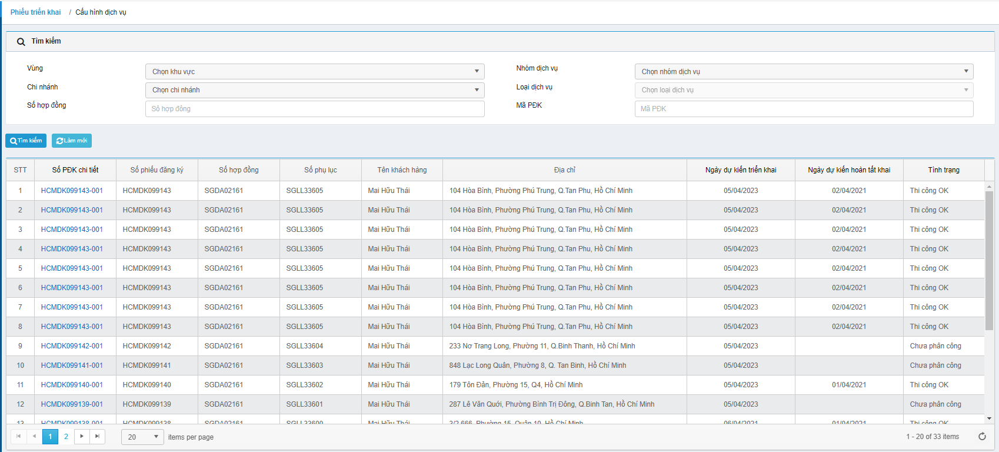 Phiếu triển khai / Cấu hình dịch vụ
Tìm kiếm
Vùng Chọn khu vực Nhóm dịch vụ Chọn nhóm dịch vụ
Chi nhánh Chọn chi nhánh Loại dịch vụ Chọn loại dịch vụ
Số hợp đồng Số hợp đồng Mã PĐK Mã PĐK
Tìm kiếm Làm mới
STT Số PĐK chi tiết Số phiếu đăng ký Số hợp đồng Số phụ lục Tên khách hàng Địa chỉ Ngày dự kiến triển khai Ngày dự kiến hoàn tất khai Tình trạng
1 HCMDK099143-001 HCMDK099143 SGDA02161 SGLL33605 Mai Hữu Thái 104 Hòa Bình, Phường Phú Trung, Q.Tan Phu, Hồ Chí Minh 05/04/2023 02/04/2021 Thi công OK
2 HCMDK099143-001 HCMDK099143 SGDA02161 SGLL33605 Mai Hữu Thái 104 Hòa Bình, Phường Phú Trung, Q.Tan Phu, Hồ Chí Minh 05/04/2023 02/04/2021 Thi công OK
3 HCMDK099143-001 HCMDK099143 SGDA02161 SGLL33605 Mai Hữu Thái 104 Hòa Bình, Phường Phú Trung, Q.Tan Phu, Hồ Chí Minh 05/04/2023 02/04/2021 Thi công OK
4 HCMDK099143-001 HCMDK099143 SGDA02161 SGLL33605 Mai Hữu Thái 104 Hòa Bình, Phường Phú Trung, Q.Tan Phu, Hồ Chí Minh 05/04/2023 02/04/2021 Thi công OK
5 HCMDK099143-001 HCMDK099143 SGDA02161 SGLL33605 Mai Hữu Thái 104 Hòa Bình, Phường Phú Trung, Q.Tan Phu, Hồ Chí Minh 05/04/2023 02/04/2021 Thi công OK
6 HCMDK099143-001 HCMDK099143 SGDA02161 SGLL33605 Mai Hữu Thái 104 Hòa Bình, Phường Phú Trung, Q.Tan Phu, Hồ Chí Minh 05/04/2023 02/04/2021 Thi công OK
7 HCMDK099143-001 HCMDK099143 SGDA02161 SGLL33605 Mai Hữu Thái 104 Hòa Bình, Phường Phú Trung, Q.Tan Phu, Hồ Chí Minh 05/04/2023 02/04/2021 Thi công OK
8 HCMDK099143-001 HCMDK099143 SGDA02161 SGLL33605 Mai Hữu Thái 104 Hòa Bình, Phường Phú Trung, Q.Tan Phu, Hồ Chí Minh 05/04/2023 02/04/2021 Thi công OK
9 HCMDK099142-001 HCMDK099142 SGDA02161 SGLL33604 Mai Hữu Thái 233 Nơ Trang Long, Phường 11, Q.Binh Thanh, Hồ Chí Minh 05/04/2023 Chưa phân công
10 HCMDK099141-001 HCMDK099141 SGDA02161 SGLL33603 Mai Hữu Thái 848 Lạc Long Quân, Phường 8, Q. Tan Binh, Hồ Chí Minh 05/04/2023 Chưa phân công
11 HCMDK099140-001 HCMDK099140 SGDA02161 SGLL33602 Mai Hữu Thái 179 Tôn Đản, Phường 15, Q4, Hồ Chí Minh 05/04/2023 01/04/2021 Thi công OK
12 HCMDK099139-001 HCMDK099139 SGDA02161 SGLL33601 Mai Hữu Thái 287 Lê Văn Quới, Phường Bình Trị Đông, Q.Binh Tan, Hồ Chí Minh 05/04/2023 Chưa phân công
13 HCMDK099138-001 HCMDK099138 SGDA02161 SGLL33600 Mai Hữu Thái 3/2 666, Phường 15, Quận 10, Hồ Chí Minh 06/04/2021 01/04/2021 Thi công OK
1 2 20 items per page 1 - 20 of 33 items